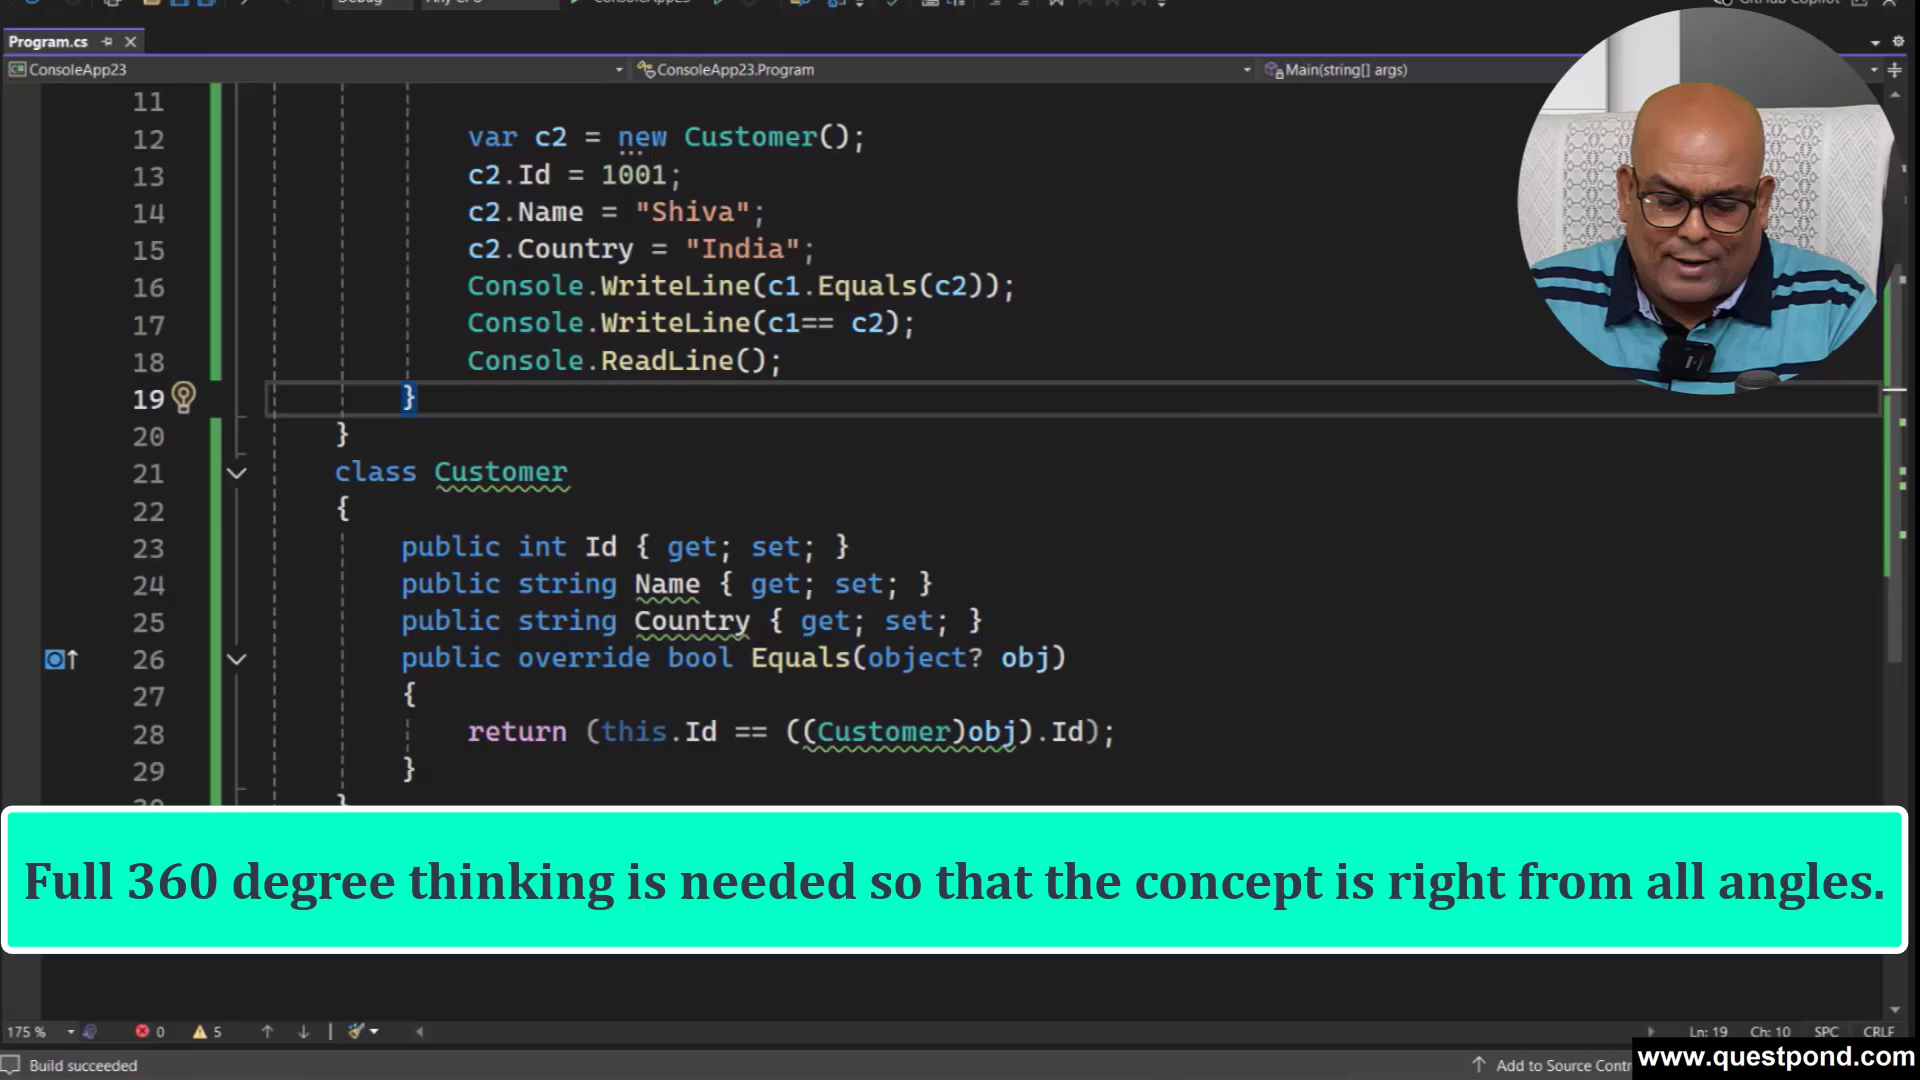 Program.cs
ConsoleApp23
ConsoleApp23.Program
Main(string[] args)
11
12 var c2 = new Customer();
13 c2.Id = 1001;
14 c2.Name = "Shiva";
15 c2.Country = "India";
16 Console.WriteLine(c1.Equals(c2));
17 Console.WriteLine(c1== c2);
18 Console.ReadLine();
19 }
20 }
21 class Customer
22 {
23 public int Id { get; set; }
24 public string Name { get; set; }
25 public string Country { get; set; }
26 public override bool Equals(object? obj)
27 {
28 return (this.Id == ((Customer)obj).Id);
29 }
Full 360 degree thinking is needed so that the concept is right from all angles.
175 %
0
5
Ln: 19 Ch: 10 SPC CRLF
Build succeeded
Add to Source Contr
www.questpond.com